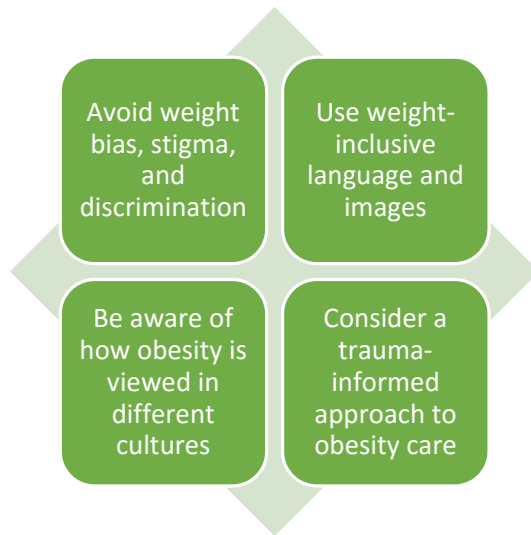 Avoid weight
bias, stigma,
and
discrimination
Use weight-
inclusive
language and
images
Be aware of
how obesity is
viewed in
different
cultures
Consider a
trauma-
informed
approach to
obesity care